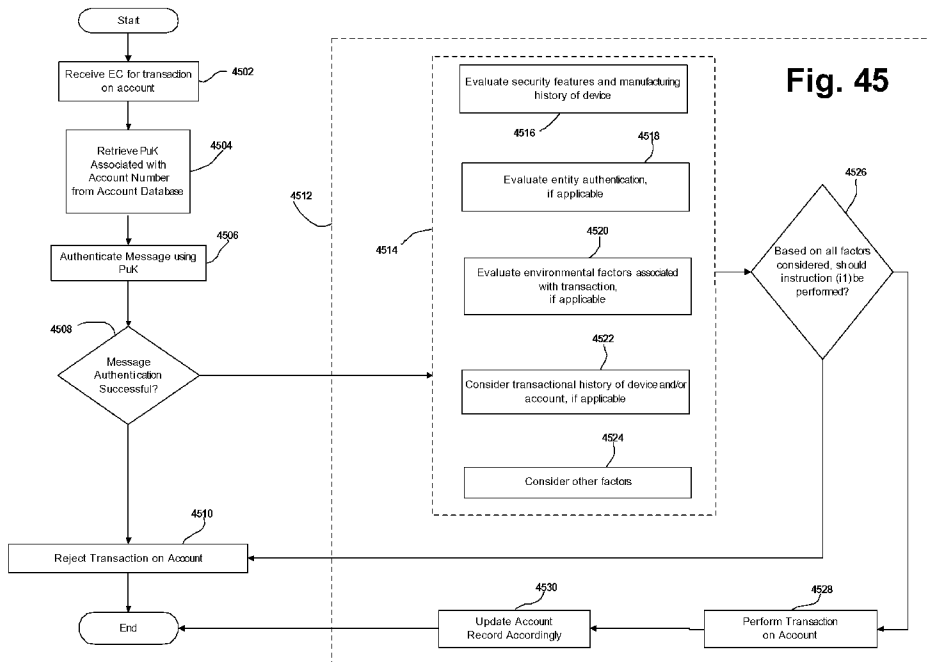 Start
Receive EC for transaction
on account
4502
Retrieve PuK
Associated with
Account Number
from Account Database
4504
Authenticate Message using
PuK
4506
4508
Message
Authentication
Successful?
4510
Reject Transaction on Account
End
Fig. 45
4512
4514
Evaluate security features and manufacturing
history of device
4516
4518
Evaluate entity authentication,
if applicable
4520
Evaluate environmental factors associated
with transaction,
if applicable
4522
Consider transactional history of device and/or
account, if applicable
4524
Consider other factors
4526
Based on all factors
considered, should
instruction (i1) be
performed?
4528
Perform Transaction
on Account
4530
Update Account
Record Accordingly